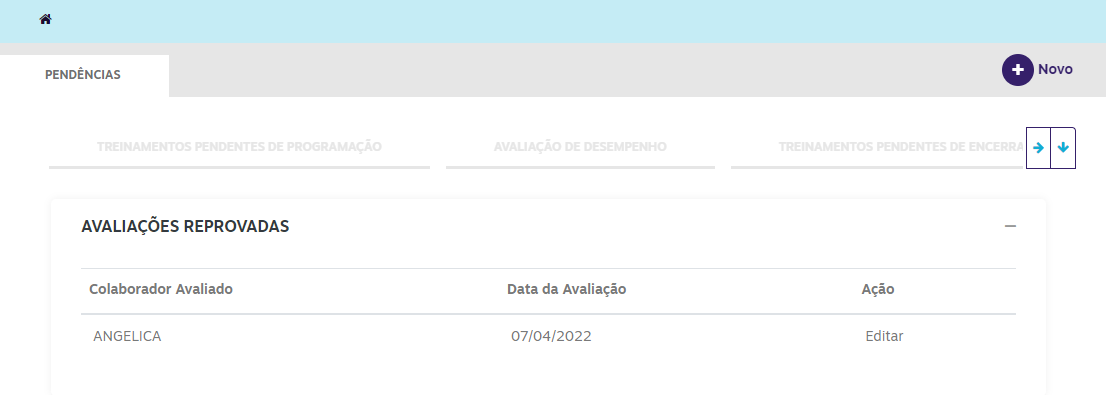 PENDÊNCIAS
Novo
TREINAMENTOS PENDENTES DE PROGRAMAÇÃO
AVALIAÇÃO DE DESEMPENHO
TREINAMENTOS PENDENTES DE ENCERRA
AVALIAÇÕES REPROVADAS
Colaborador Avaliado Data da Avaliação Ação
ANGELICA 07/04/2022 Editar